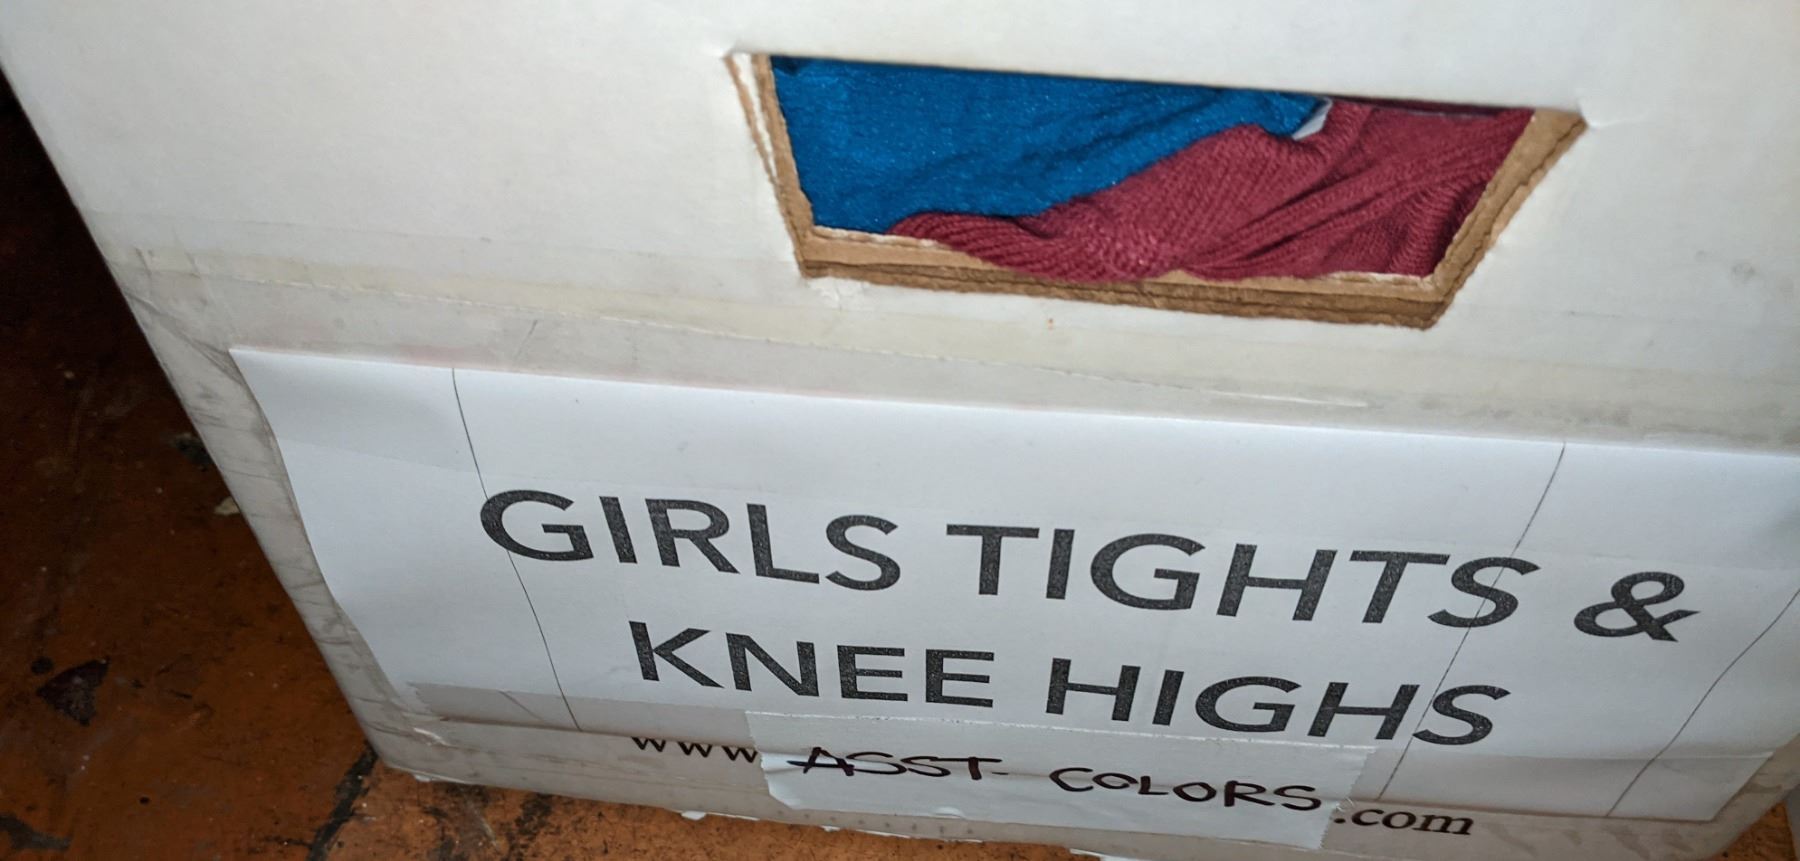 GIRLS TIGHTS &
KNEE HIGHS
www ASST. COLORS .com